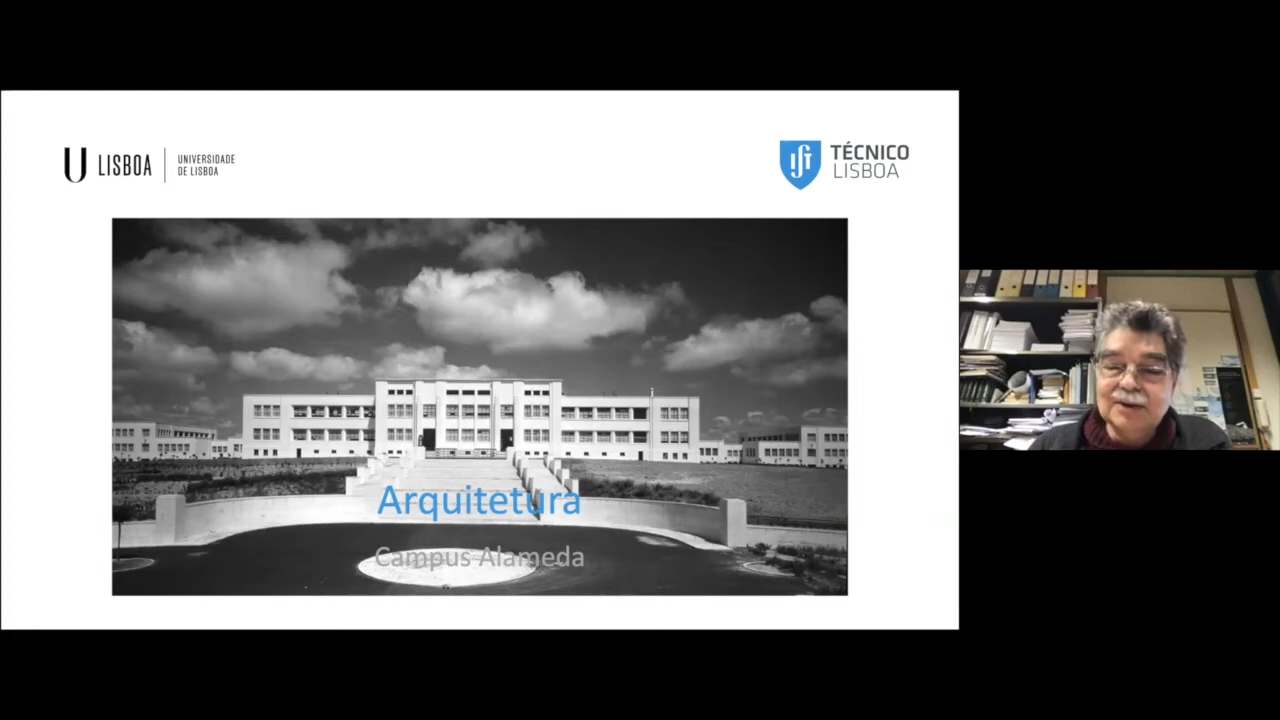 U LISBOA
UNIVERSIDADE
DE LISBOA
TÉCNICO
LISBOA
Arquitetura
Campus Alameda